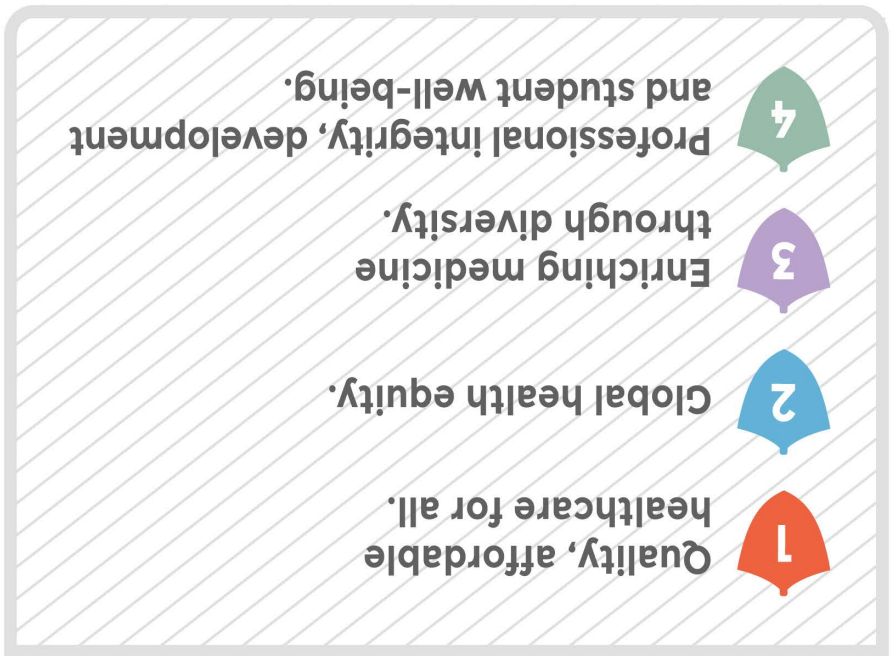 1
Quality, affordable
healthcare for all.
2
Global health equity.
3
Enriching medicine
through diversity.
4
Professional integrity, development
and student well-being.